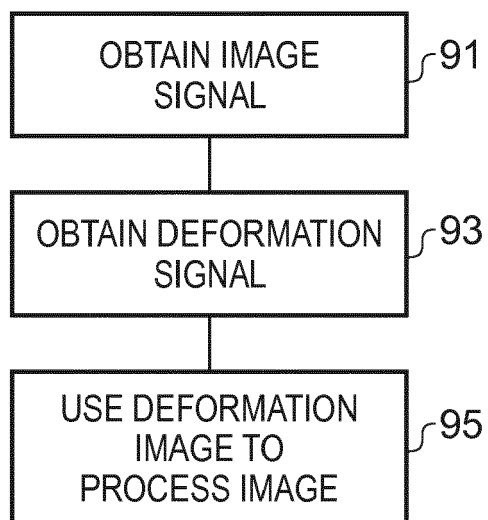 OBTAIN IMAGE
SIGNAL
91
OBTAIN DEFORMATION
SIGNAL
93
USE DEFORMATION
IMAGE TO
PROCESS IMAGE
95